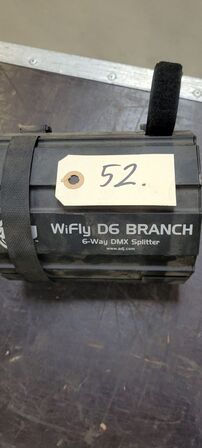 52.
WiFly D6 BRANCH
6-Way DMX Splitter
www.adj.com